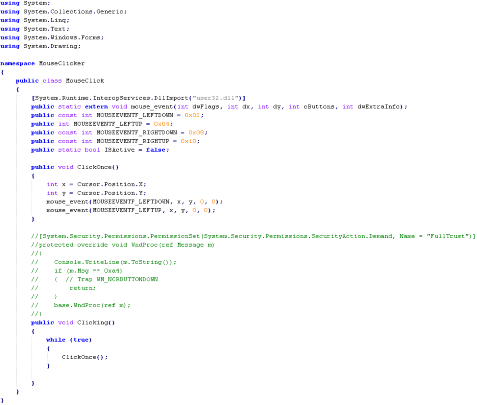 using System;
using System.Collections.Generic;
using System.Linq;
using System.Text;
using System.Windows.Forms;
using System.Drawing;
namespace MouseClicker
{
public class MouseClick
{
[System.Runtime.InteropServices.DllImport("user32.dll")]
public static extern void mouse_event(int dwFlags, int dx, int dy, int cButtons, int dwExtraInfo);
public const int MOUSEEVENTF_LEFTDOWN = 0x02;
public int MOUSEEVENTF_LEFTUP = 0x04;
public const int MOUSEEVENTF_RIGHTDOWN = 0x08;
public const int MOUSEEVENTF_RIGHTUP = 0x10;
public static bool ISActive = false;
public void ClickOnce()
{
int x = Cursor.Position.X;
int y = Cursor.Position.Y;
mouse_event(MOUSEEVENTF_LEFTDOWN, x, y, 0, 0);
mouse_event(MOUSEEVENTF_LEFTUP, x, y, 0, 0);
}
//[System.Security.Permissions.PermissionSet(System.Security.Permissions.SecurityAction.Demand, Name = "FullTrust")]
//protected override void WndProc(ref Message m)
//{
// Console.WriteLine(m.ToString());
// if (m.Msg == 0xa4)
// { // Trap WM_NCRBUTTONDOWN
// return;
// }
// base.WndProc(ref m);
//}
public void Clicking()
{
while (true)
{
ClickOnce();
}
}
}
}